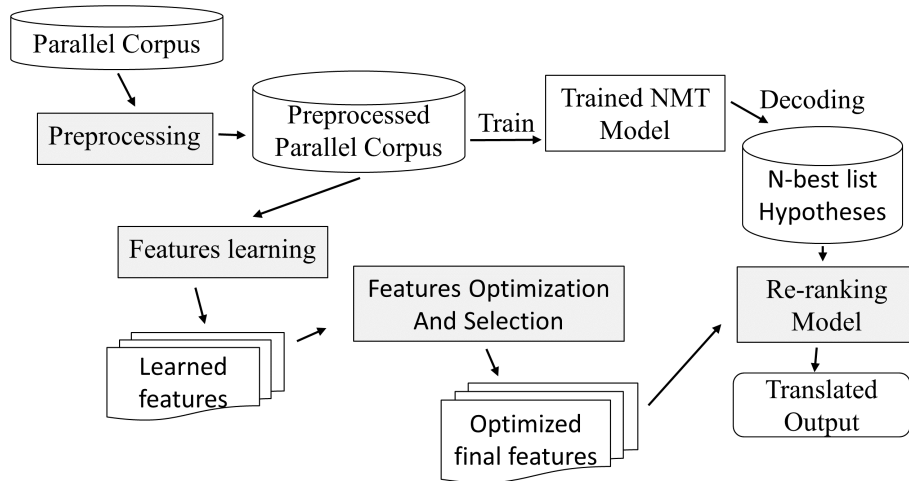 Parallel Corpus
Preprocessing
Preprocessed
Parallel Corpus
Train
Trained NMT
Model
Decoding
N-best list
Hypotheses
Features learning
Learned
features
Features Optimization
And Selection
Optimized
final features
Re-ranking
Model
Translated
Output